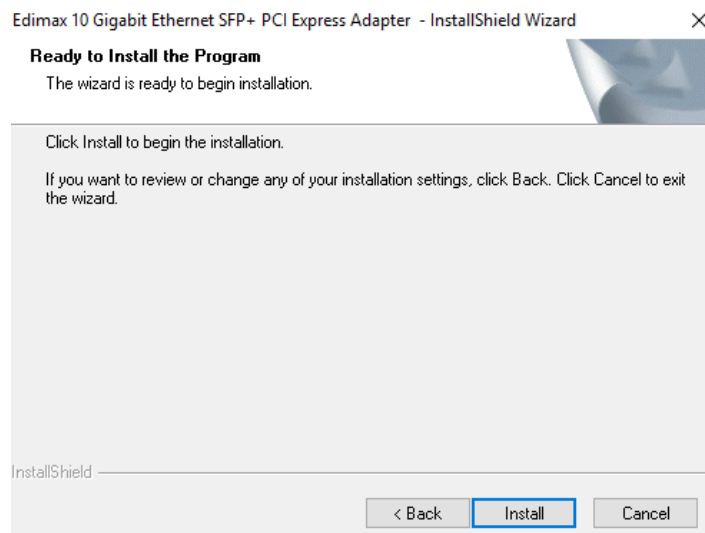 Edimax 10 Gigabit Ethernet SFP+ PCI Express Adapter - InstallShield Wizard
Ready to Install the Program
The wizard is ready to begin installation.
Click Install to begin the installation.
If you want to review or change any of your installation settings, click Back. Click Cancel to exit
the wizard.
InstallShield
< Back Install Cancel